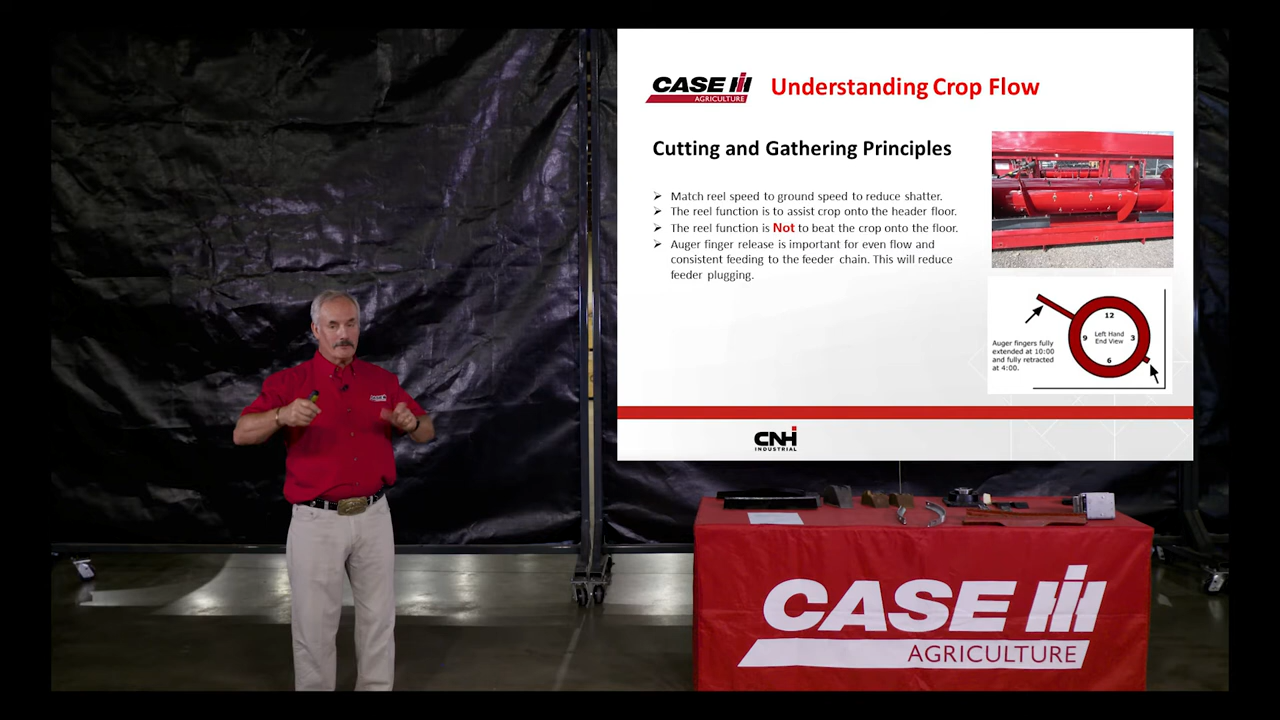 CASE IH
AGRICULTURE
Understanding Crop Flow
Cutting and Gathering Principles
➢ Match reel speed to ground speed to reduce shatter.
➢ The reel function is to assist crop onto the header floor.
➢ The reel function is Not to beat the crop onto the floor.
➢ Auger finger release is important for even flow and
consistent feeding to the feeder chain. This will reduce
feeder plugging.
12
9
Left Hand
End View
3
6
Auger fingers fully
extended at 10:00
and fully retracted
at 4:00.
CNH
INDUSTRIAL
CASE IH
AGRICULTURE